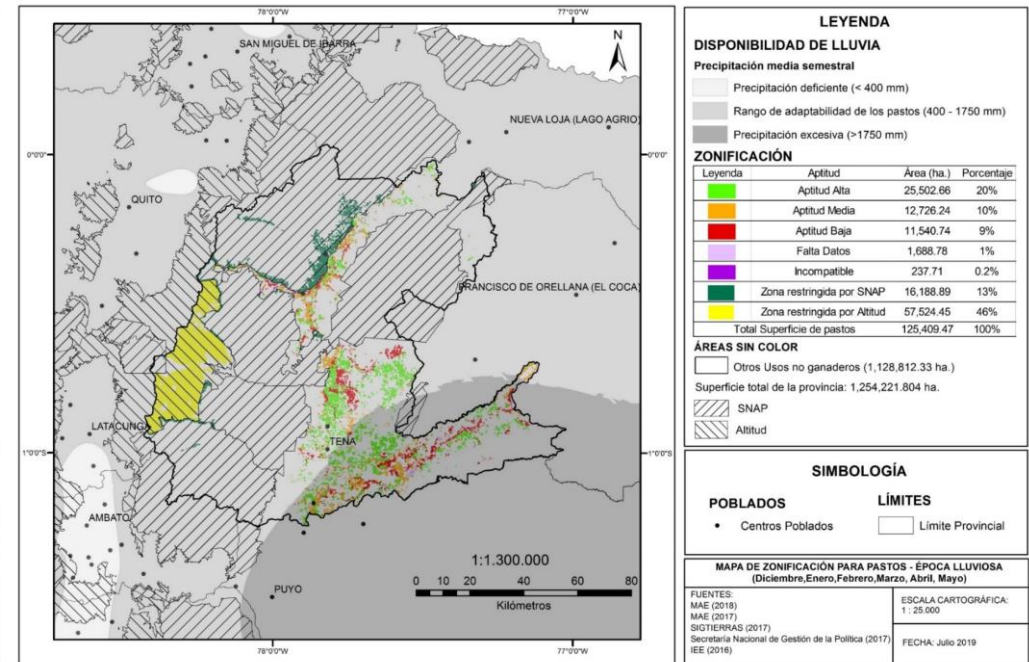 78°0'0"W
77°0'0"W
N
SAN MIGUEL DE IBARRA
NUEVA LOJA (LAGO AGRIO)
0°0'0"
0°0'0"
QUITO
FRANCISCO DE ORELLANA (EL COCA)
LATACUNGA
TENA
1°0'0"S
1°0'0"S
AMBATO
PUYO
1:1.300.000
0 10 20 40 60 80
Kilómetros
78°0'0"W
77°0'0"W
LEYENDA
DISPONIBILIDAD DE LLUVIA
Precipitación media semestral
Precipitación deficiente (< 400 mm)
Rango de adaptabilidad de los pastos (400 - 1750 mm)
Precipitación excesiva (>1750 mm)
ZONIFICACIÓN
Leyenda Aptitud Área (ha.) Porcentaje
Aptitud Alta 25,502.66 20%
Aptitud Media 12,726.24 10%
Aptitud Baja 11,540.74 9%
Falta Datos 1,688.78 1%
Incompatible 237.71 0.2%
Zona restringida por SNAP 16,188.89 13%
Zona restringida por Altitud 57,524.45 46%
Total Superficie de pastos 125,409.47 100%
ÁREAS SIN COLOR
Otros Usos no ganaderos (1,128,812.33 ha.)
Superficie total de la provincia: 1,254,221.804 ha.
SNAP
Altitud
SIMBOLOGÍA
POBLADOS
Centros Poblados
LÍMITES
Límite Provincial
MAPA DE ZONIFICACIÓN PARA PASTOS - ÉPOCA LLUVIOSA
(Diciembre,Enero,Febrero,Marzo, Abril, Mayo)
FUENTES:
MAE (2018)
MAE (2017)
SIGTIERRAS (2017)
Secretaría Nacional de Gestión de la Política (2017)
IEE (2016)
ESCALA CARTOGRÁFICA:
1 : 25.000
FECHA: Julio 2019